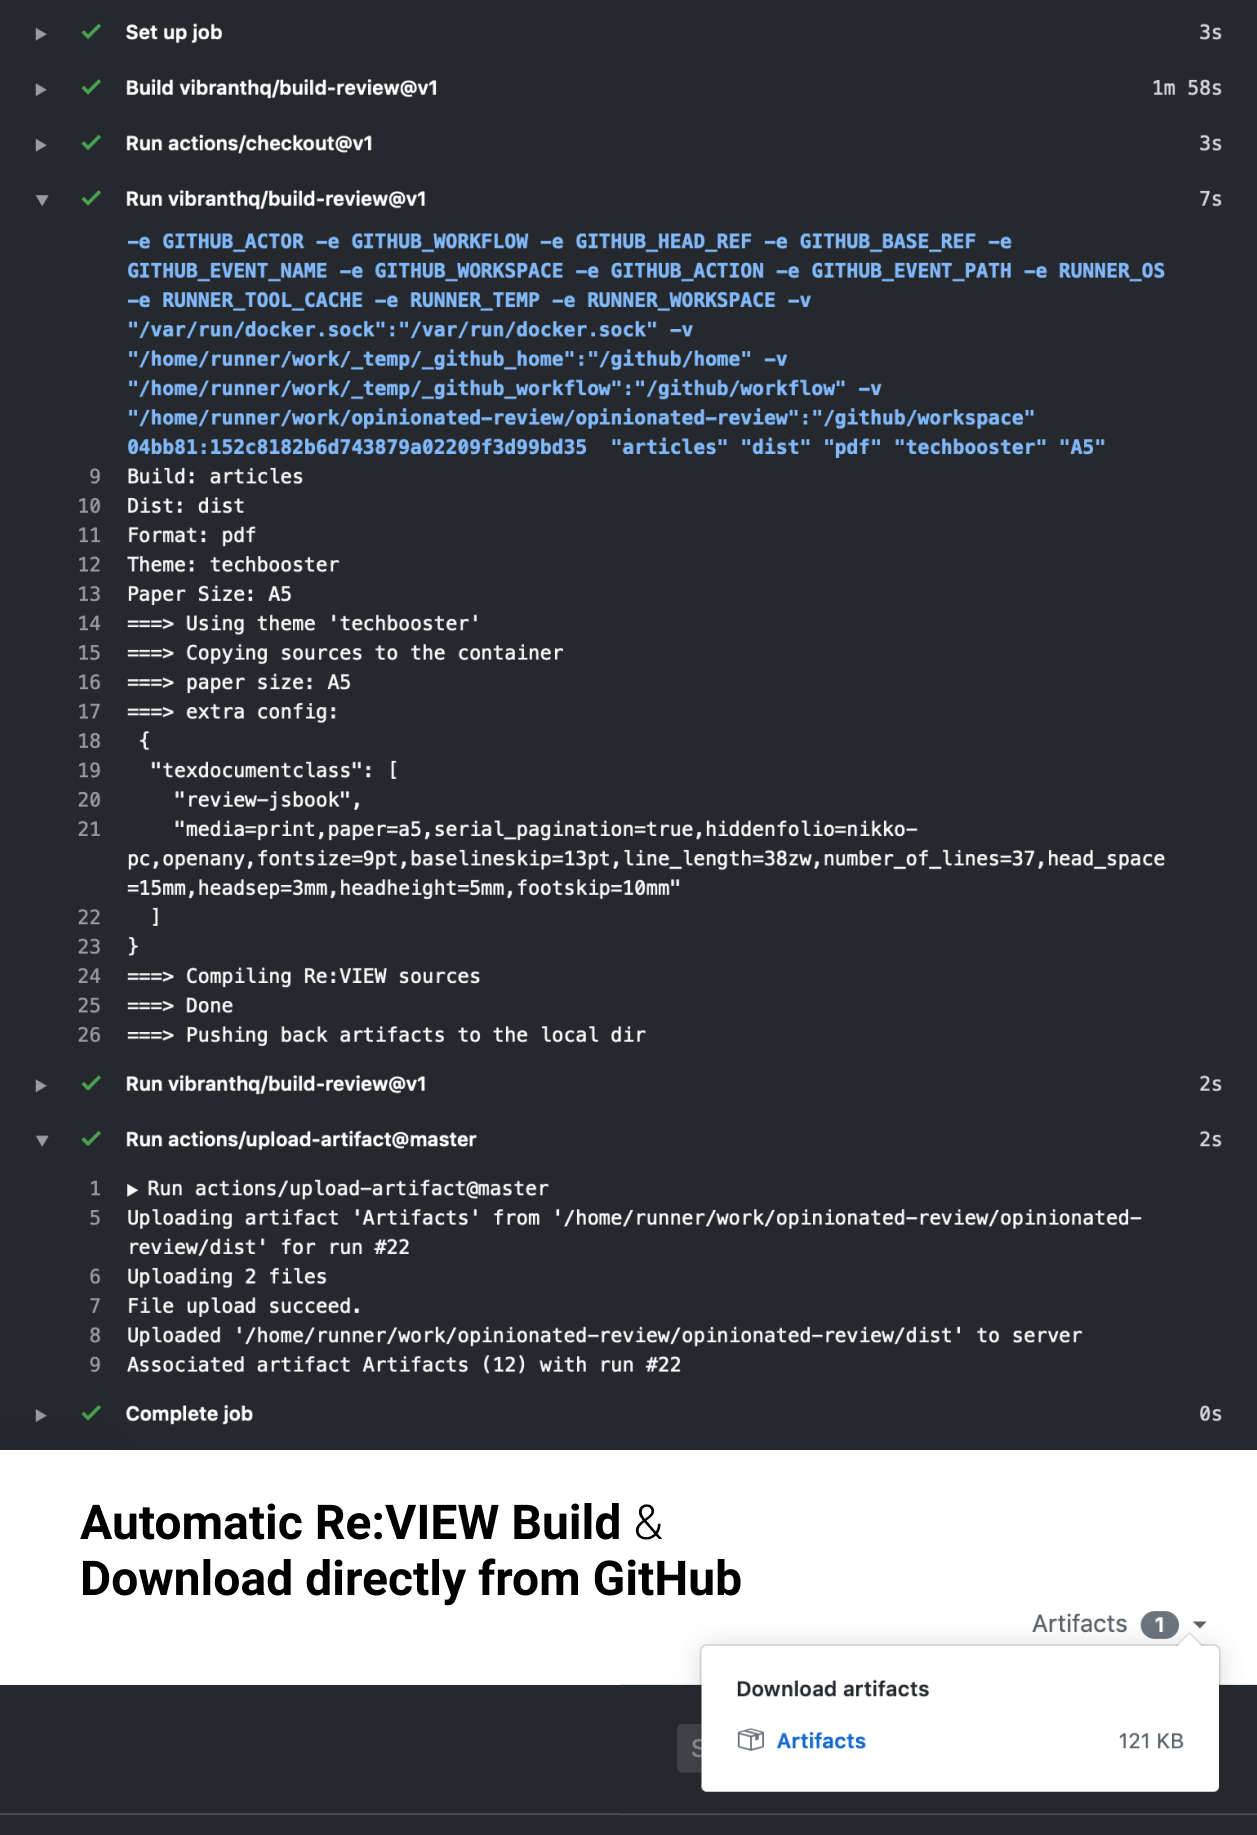 Set up job 3s
Build vibranthq/build-review@v1 1m 58s
Run actions/checkout@v1 3s
Run vibranthq/build-review@v1 7s
-e GITHUB_ACTOR -e GITHUB_WORKFLOW -e GITHUB_HEAD_REF -e GITHUB_BASE_REF -e
GITHUB_EVENT_NAME -e GITHUB_WORKSPACE -e GITHUB_ACTION -e GITHUB_EVENT_PATH -e RUNNER_OS
-e RUNNER_TOOL_CACHE -e RUNNER_TEMP -e RUNNER_WORKSPACE -v
"/var/run/docker.sock":"/var/run/docker.sock" -v
"/home/runner/work/_temp/_github_home":"/github/home" -v
"/home/runner/work/_temp/_github_workflow":"/github/workflow" -v
"/home/runner/work/opinionated-review/opinionated-review":"/github/workspace"
04bb81:152c8182b6d743879a02209f3d99bd35  "articles" "dist" "pdf" "techbooster" "A5"
9 Build: articles
10 Dist: dist
11 Format: pdf
12 Theme: techbooster
13 Paper Size: A5
14 ===> Using theme 'techbooster'
15 ===> Copying sources to the container
16 ===> paper size: A5
17 ===> extra config:
18 {
19 "texdocumentclass": [
20 "review-jsbook",
21 "media=print,paper=a5,serial_pagination=true,hiddenfolio=nikko-
pc,openany,fontsize=9pt,baselineskip=13pt,line_length=38zw,number_of_lines=37,head_space
=15mm,headsep=3mm,headheight=5mm,footskip=10mm"
22 ]
23 }
24 ===> Compiling Re:VIEW sources
25 ===> Done
26 ===> Pushing back artifacts to the local dir
Run vibranthq/build-review@v1 2s
Run actions/upload-artifact@master 2s
1 ▶ Run actions/upload-artifact@master
5 Uploading artifact 'Artifacts' from '/home/runner/work/opinionated-review/opinionated-
review/dist' for run #22
6 Uploading 2 files
7 File upload succeed.
8 Uploaded '/home/runner/work/opinionated-review/opinionated-review/dist' to server
9 Associated artifact Artifacts (12) with run #22
Complete job 0s
Automatic Re:VIEW Build &
Download directly from GitHub
Artifacts 1
Download artifacts
Artifacts 121 KB